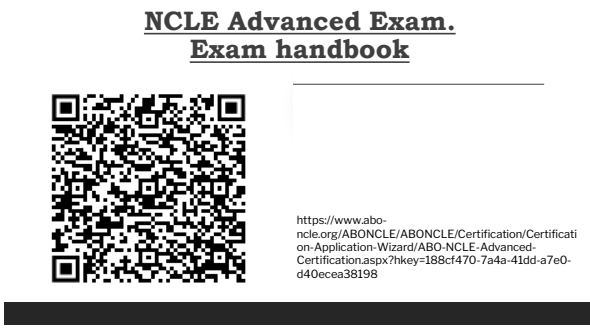 NCLE Advanced Exam.
Exam handbook
https://www.abo-
ncle.org/ABONCLE/ABONCLE/Certification/Certificati
on-Application-Wizard/ABO-NCLE-Advanced-
Certification.aspx?hkey=188cf470-7a4a-41dd-a7e0-
d40ecea38198